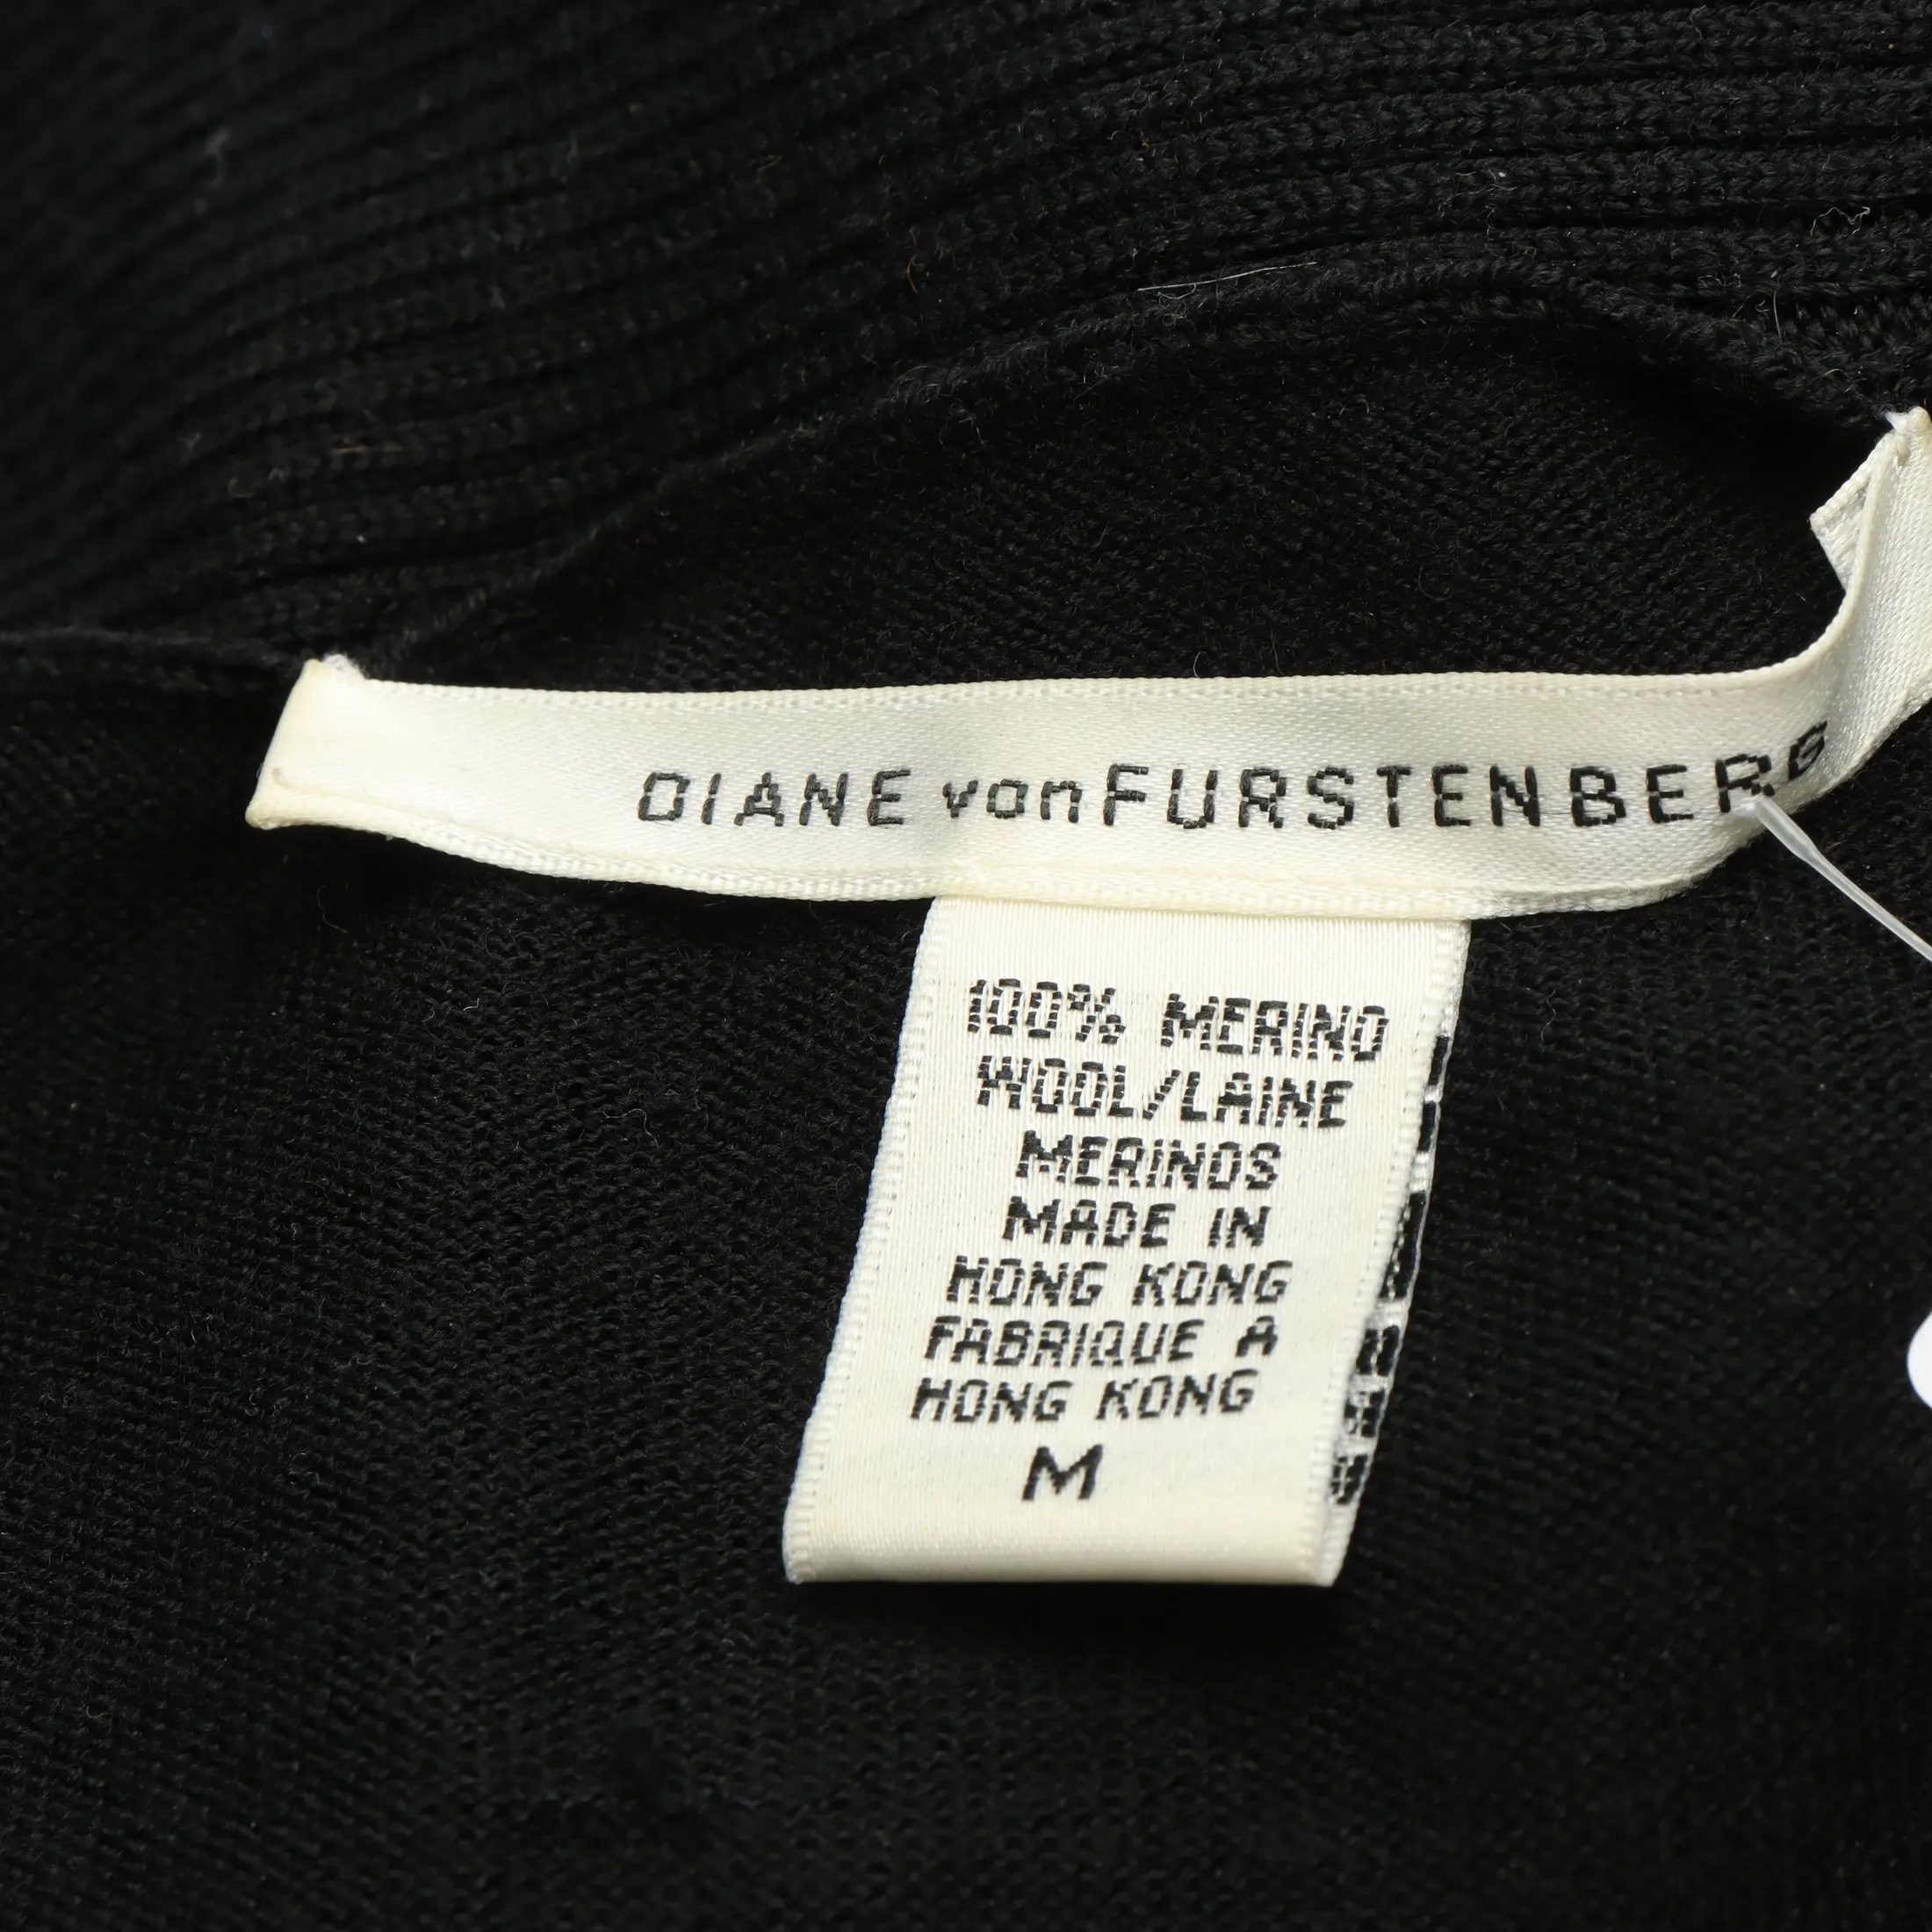 DIANE von FURSTENBERG
100% MERINO
WOOL/LAINE
MERINOS
MADE IN
HONG KONG
FABRIQUE A
HONG KONG
M